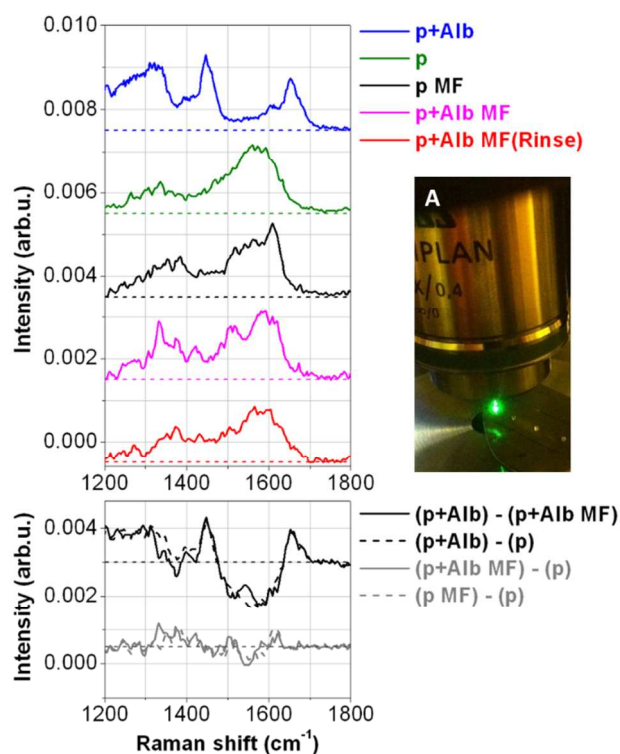 0.010
0.008
0.006
0.004
0.002
0.000
Intensity (arb.u.)
1200 1400 1600 1800
p+Alb
p
p MF
p+Alb MF
p+Alb MF(Rinse)
A
PLAN
X/0,4
∞/0
0.004
0.002
0.000
Intensity (arb.u.)
1200 1400 1600 1800
Raman shift (cm⁻¹)
(p+Alb) - (p+Alb MF)
(p+Alb) - (p)
(p+Alb MF) - (p)
(p MF) - (p)